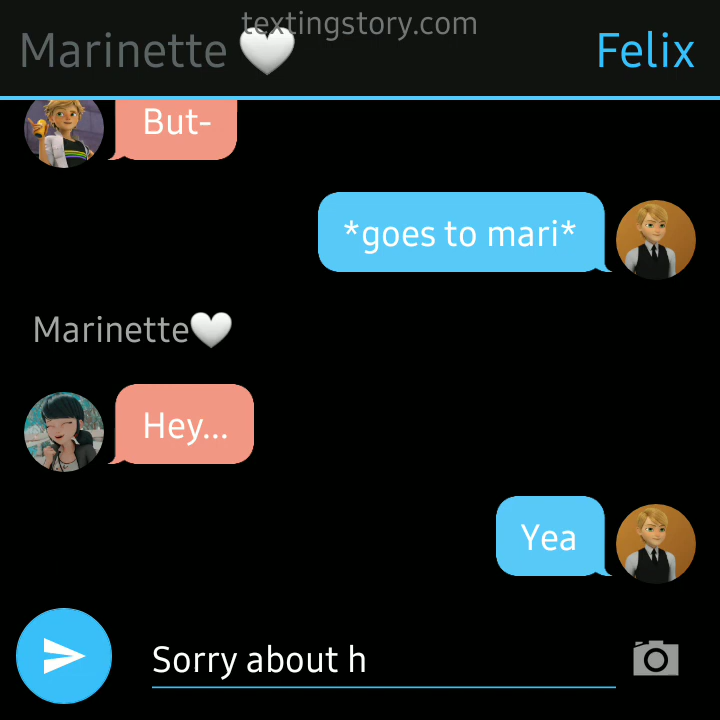 textingstory.com
Marinette 🤍 Felix
But-
*goes to mari*
Marinette🤍
Hey...
Yea
Sorry about h